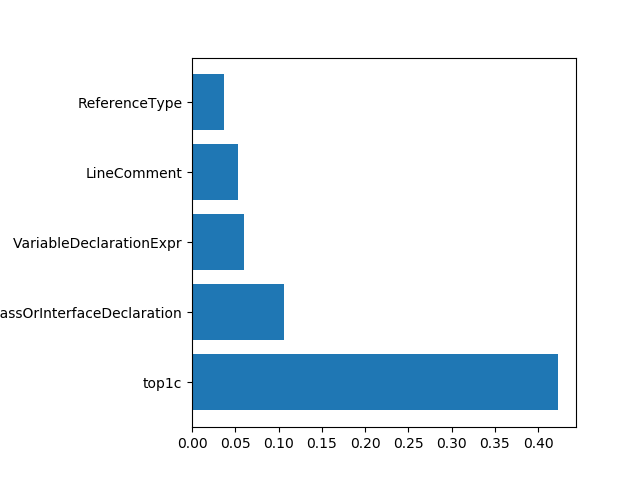 ReferenceType
LineComment
VariableDeclarationExpr
assOrInterfaceDeclaration
top1c
0.00 0.05 0.10 0.15 0.20 0.25 0.30 0.35 0.40